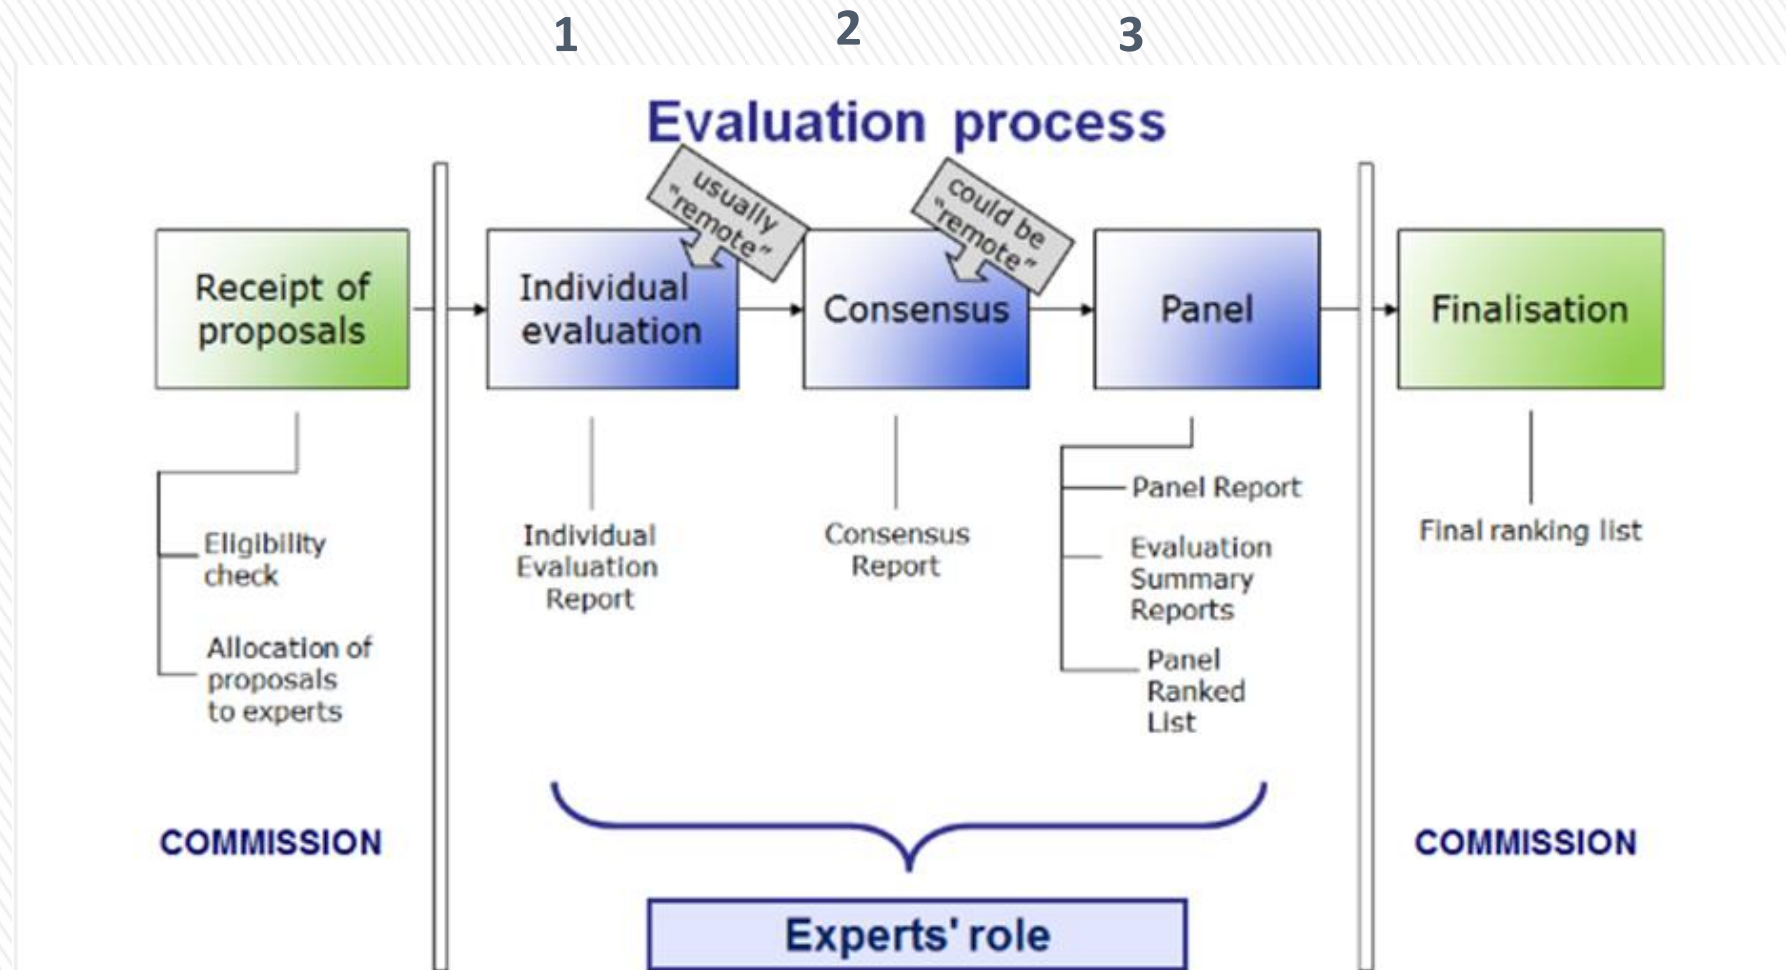 1
2
3
Evaluation process
usually
"remote"
could be
"remote"
Receipt of
proposals
Individual
evaluation
Consensus
Panel
Finalisation
Eligibility
check
Allocation of
proposals
to experts
Individual
Evaluation
Report
Consensus
Report
Panel Report
Evaluation
Summary
Reports
Panel
Ranked
List
Final ranking list
COMMISSION
COMMISSION
Experts' role